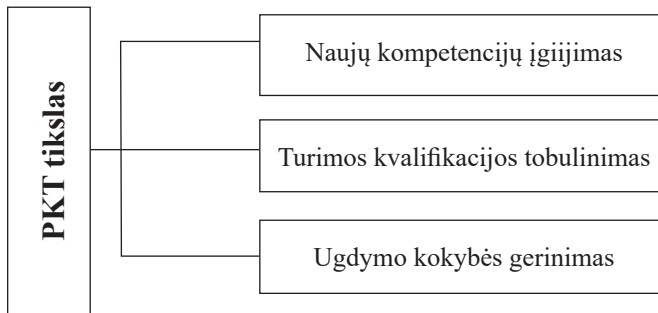 PKT tikslas
Naujų kompetencijų įgiijimas
Turimos kvalifikacijos tobulinimas
Ugdymo kokybės gerinimas